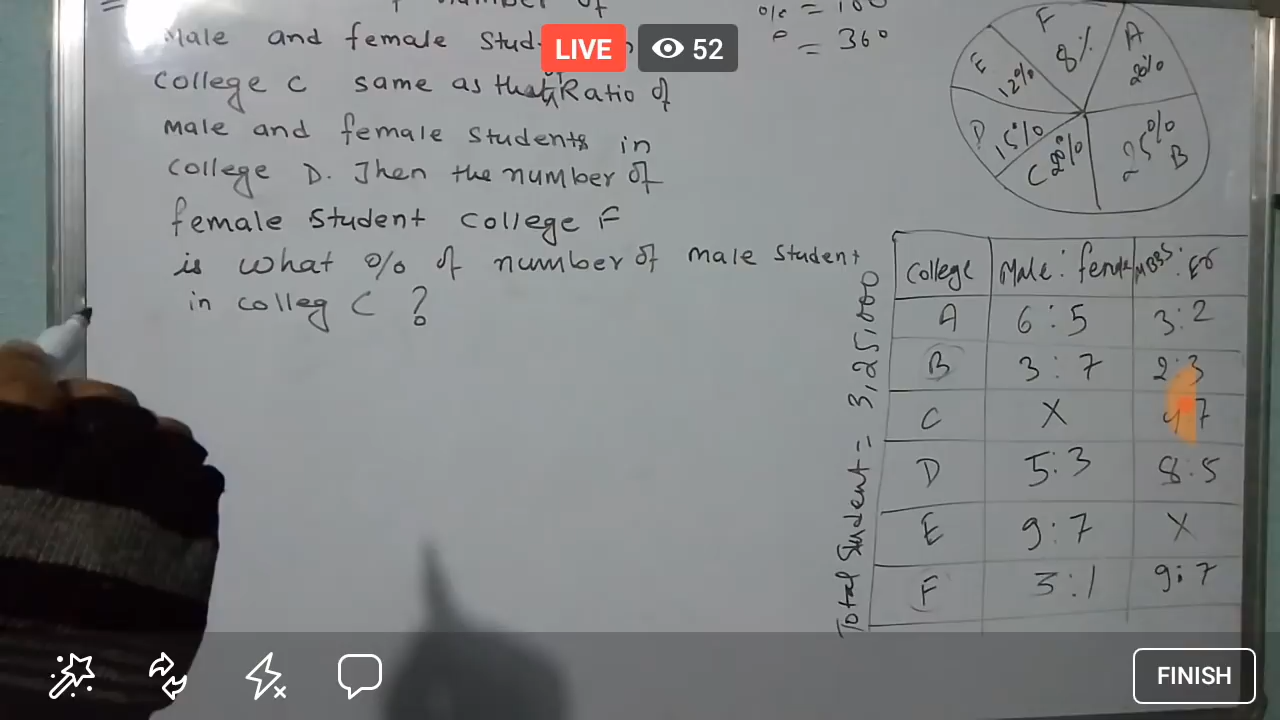 number of
Male and female Stud
college C same as that Ratio of
Male and female Students in
college D. Then the number of
female Student college F
is what % of number of male Student
in colleg C ?
LIVE 52
% = 100
° = 360
F 8%
A 20%
E 12%
D 15%
C 20%
25% B
College Male : femal MBBS :
A 6 : 5 3 : 2
B 3 : 7 2 : 3
C X 4 7
D 5 : 3 8 : 5
E 9 : 7 X
F 3 : 1 9 : 7
Total Student = 3,25,000
FINISH